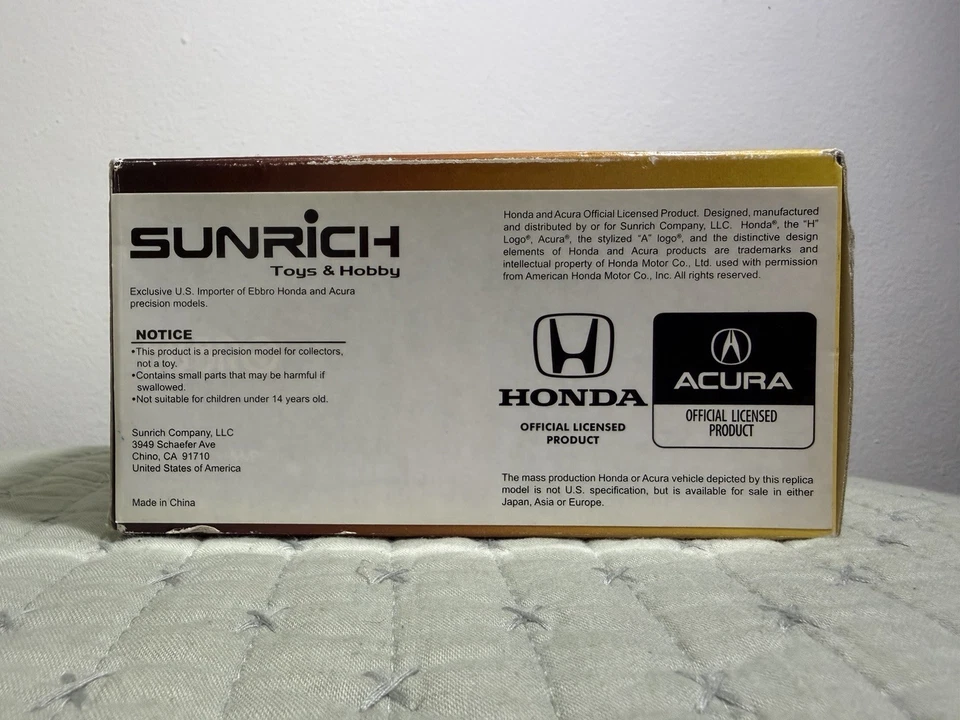 SUNRICH
Toys & Hobby
Exclusive U.S. Importer of Ebbro Honda and Acura
precision models.
NOTICE
•This product is a precision model for collectors,
not a toy.
•Contains small parts that may be harmful if
swallowed.
•Not suitable for children under 14 years old.
Sunrich Company, LLC
3949 Schaefer Ave
Chino, CA 91710
United States of America
Made in China
Honda and Acura Official Licensed Product. Designed, manufactured
and distributed by or for Sunrich Company, LLC. Honda®, the "H"
Logo®, Acura®, the stylized "A" logo®, and the distinctive design
elements of Honda and Acura products are trademarks and
intellectual property of Honda Motor Co., Ltd. used with permission
from American Honda Motor Co., Inc. All rights reserved.
HONDA
OFFICIAL LICENSED
PRODUCT
ACURA
OFFICIAL LICENSED
PRODUCT
The mass production Honda or Acura vehicle depicted by this replica
model is not U.S. specification, but is available for sale in either
Japan, Asia or Europe.